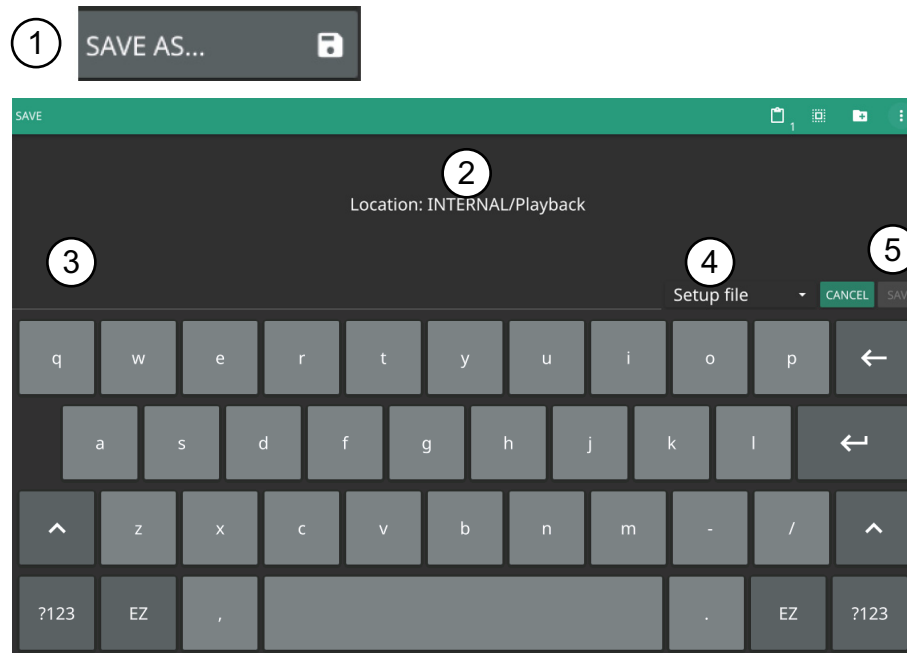 1 SAVE AS...
SAVE 1
2
Location: INTERNAL/Playback
3 4 5
Setup file CANCEL SAV
q w e r t y u i o p
a s d f g h j k l
z x c v b n m - /
?123 EZ , . EZ ?123